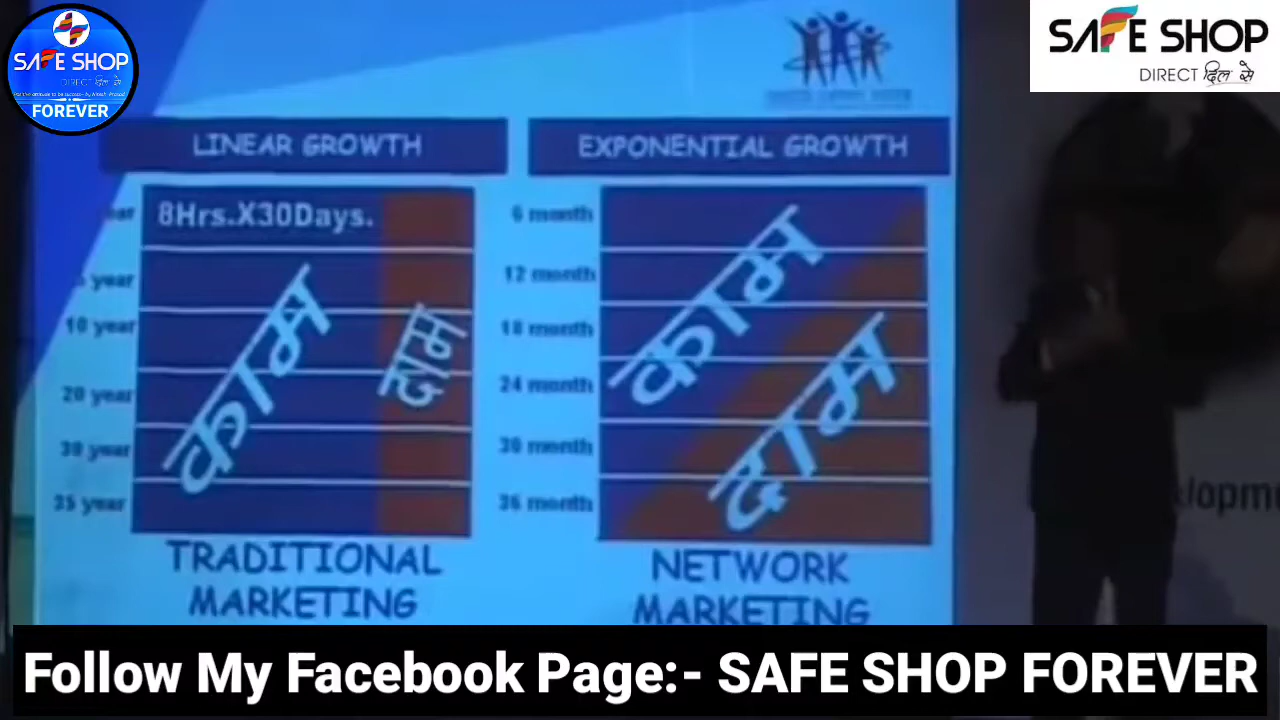 SAFE SHOP
DIRECT दिल से
FOREVER
SAFE SHOP
DIRECT दिल से
LINEAR GROWTH
EXPONENTIAL GROWTH
8Hrs.X30Days.
year
10 year
20 year
30 year
35 year
काम
दाम
6 month
12 month
18 month
24 month
30 month
36 month
काम
दाम
TRADITIONAL
MARKETING
NETWORK
MARKETING
Follow My Facebook Page:- SAFE SHOP FOREVER